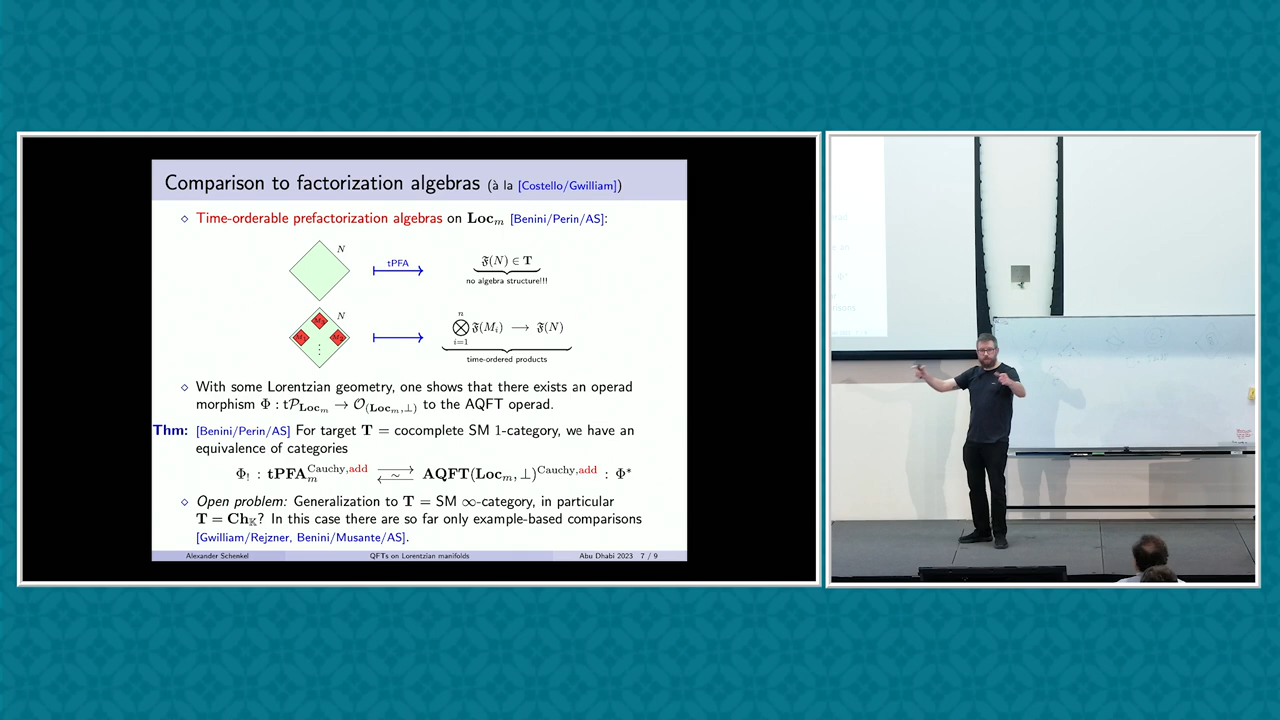 Comparison to factorization algebras (à la [Costello/Gwilliam])
⋄ Time-orderable prefactorization algebras on Loc_m [Benini/Perin/AS]:
N
tPFA
𝔉(N) ∈ T
no algebra structure!!!
N
M₁ M₂
⋮
n
⨂ 𝔉(M_i) ⟶ 𝔉(N)
i=1
time-ordered products
⋄ With some Lorentzian geometry, one shows that there exists an operad
morphism Φ : t𝒫_{Loc_m} → 𝒪_{(Loc_m,⊥)} to the AQFT operad.
Thm: [Benini/Perin/AS] For target T = cocomplete SM 1-category, we have an
equivalence of categories
Φ_! : tPFA_m^{Cauchy,add} ⇄ ∼ AQFT(Loc_m, ⊥)^{Cauchy,add} : Φ*
⋄ Open problem: Generalization to T = SM ∞-category, in particular
T = Ch_𝕂? In this case there are so far only example-based comparisons
[Gwilliam/Rejzner, Benini/Musante/AS].
Alexander Schenkel QFTs on Lorentzian manifolds Abu Dhabi 2023 7 / 9